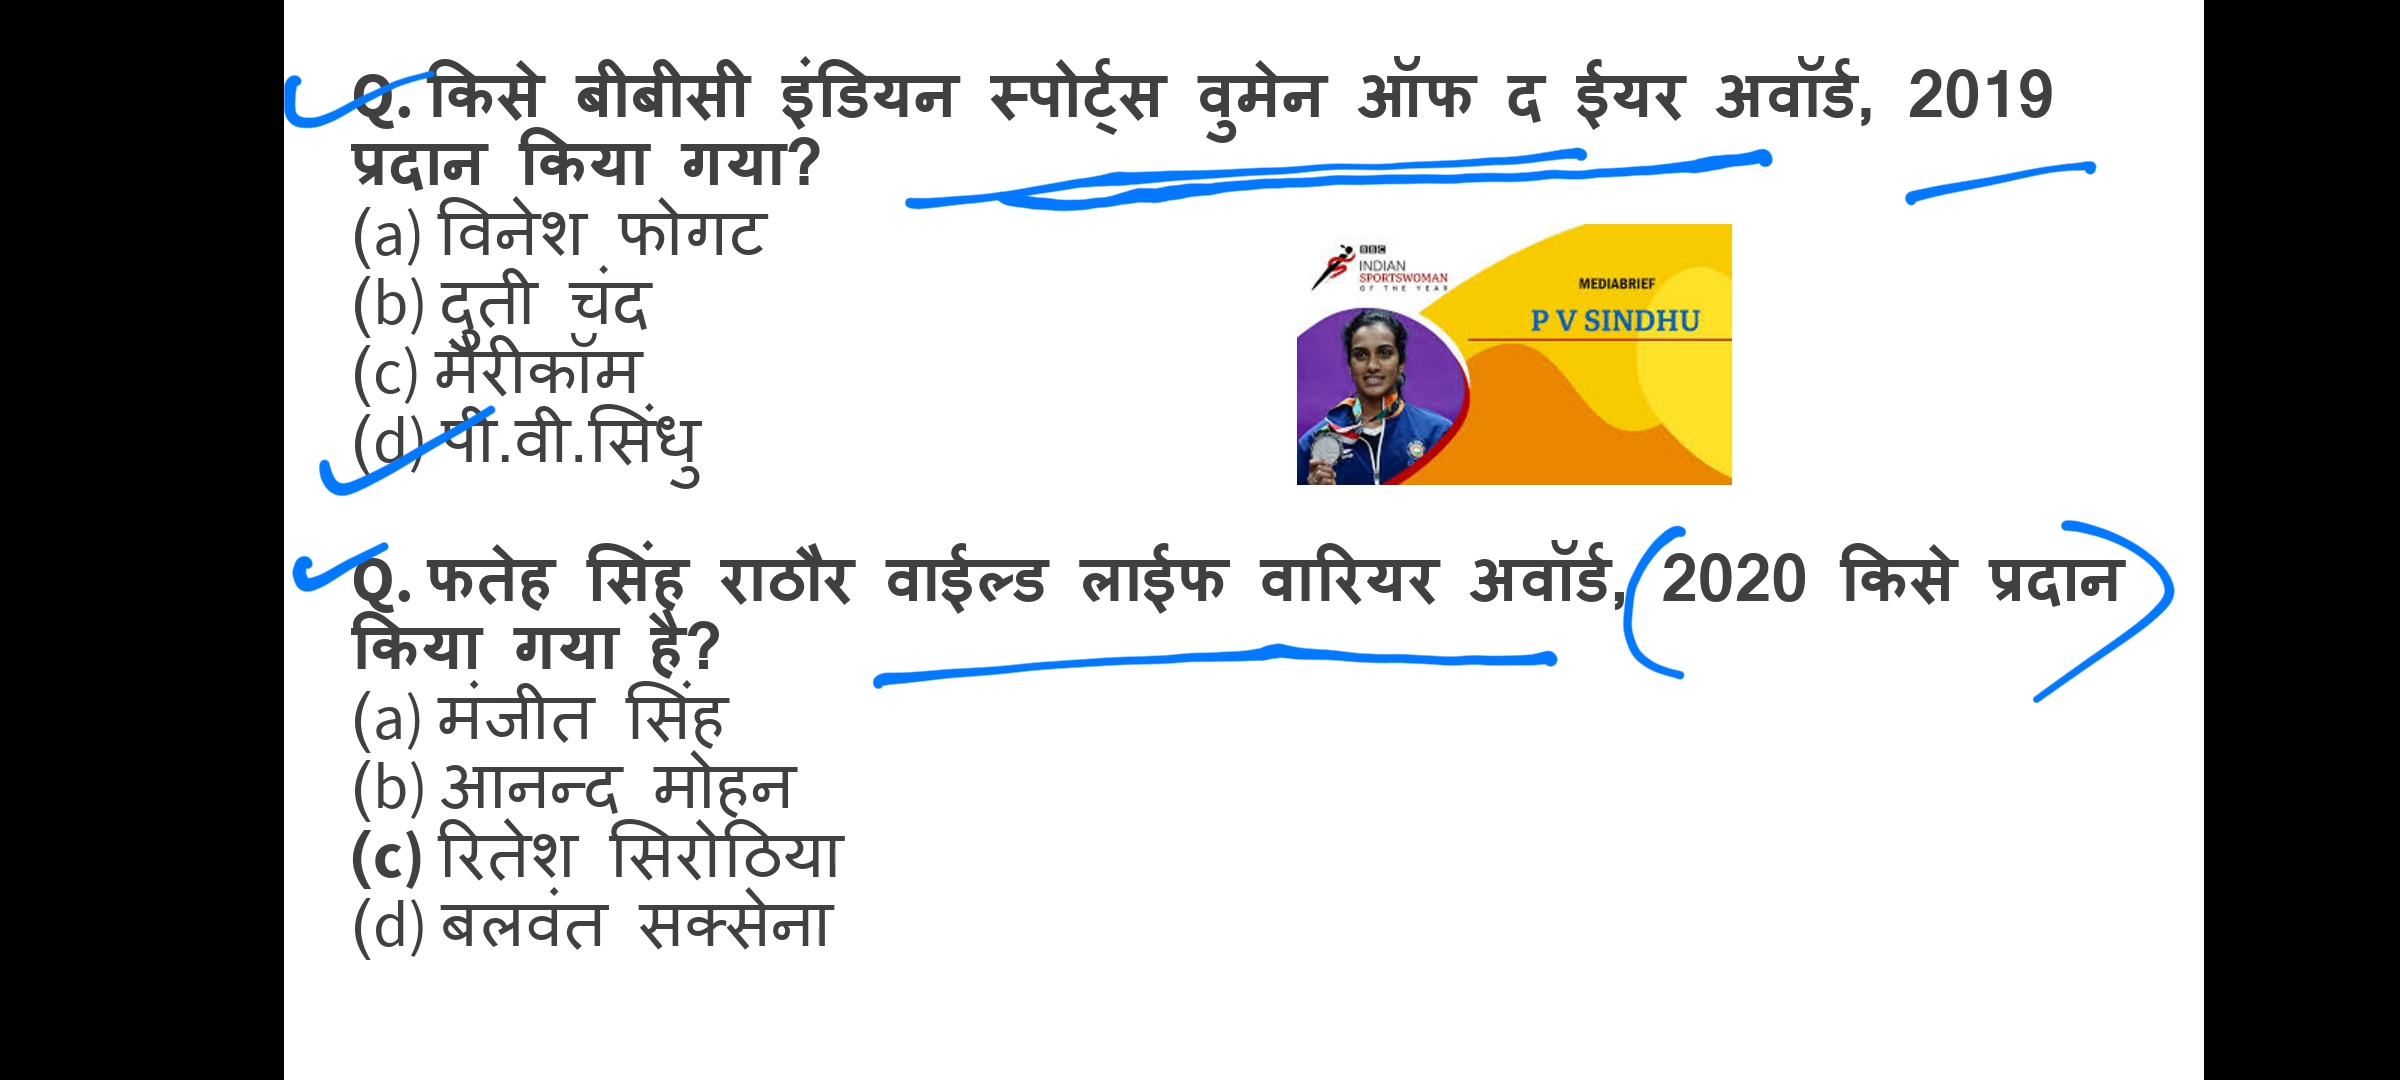 Q. किसे बीबीसी इंडियन स्पोर्ट्स वुमेन ऑफ द ईयर अवॉर्ड, 2019
प्रदान किया गया?
(a) विनेश फोगट
(b) दुती चंद
(c) मैरीकॉम
(d) पी.वी.सिंधु
BBC
INDIAN
SPORTSWOMAN
OF THE YEAR
MEDIABRIEF
P V SINDHU
Q. फतेह सिंह राठौर वाईल्ड लाईफ वारियर अवॉर्ड, 2020 किसे प्रदान
किया गया है?
(a) मंजीत सिंह
(b) आनन्द मोहन
(c) रितेश सिरोठिया
(d) बलवंत सक्सेना